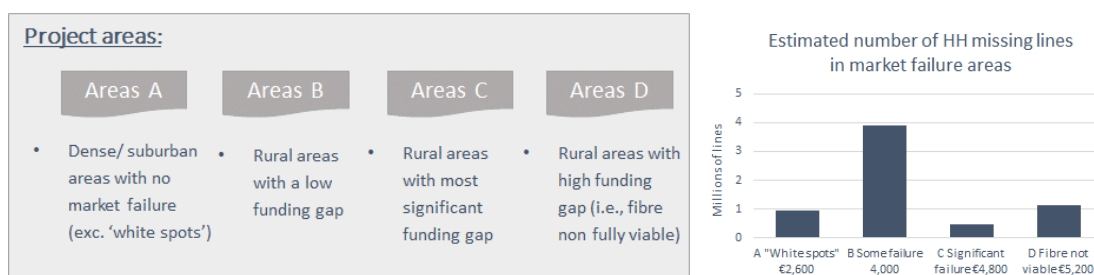 Project areas:
Areas A
Areas B
Areas C
Areas D
• Dense/ suburban
areas with no
market failure
(exc. ‘white spots’)
• Rural areas
with a low
funding gap
• Rural areas
with most
significant
funding gap
• Rural areas with
high funding
gap (i.e., fibre
non fully viable)
Estimated number of HH missing lines
in market failure areas
Millions of lines
5
4
3
2
1
0
A "White spots"
€2,600
B Some failure
4,000
C Significant
failure€4,800
D Fibre not
viable€5,200